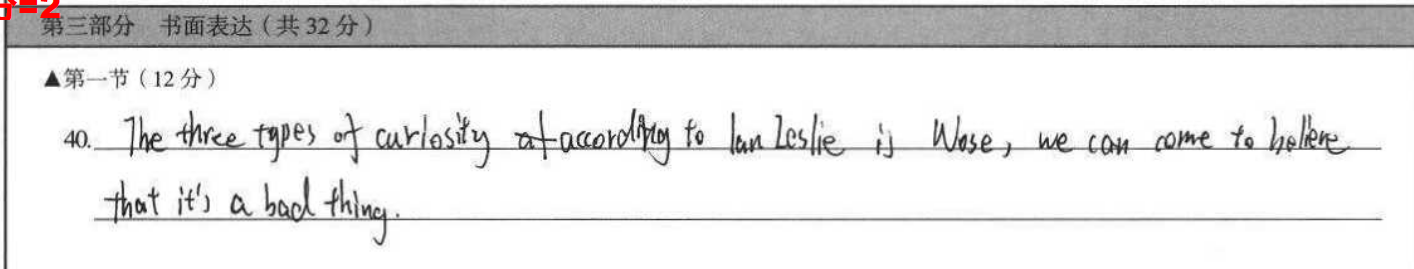 分=2
第三部分 书面表达(共32分)
▲第一节(12分)
40. The three types of curiosity according to Ian Leslie is Wose, we can come to believe
that it's a bad thing.